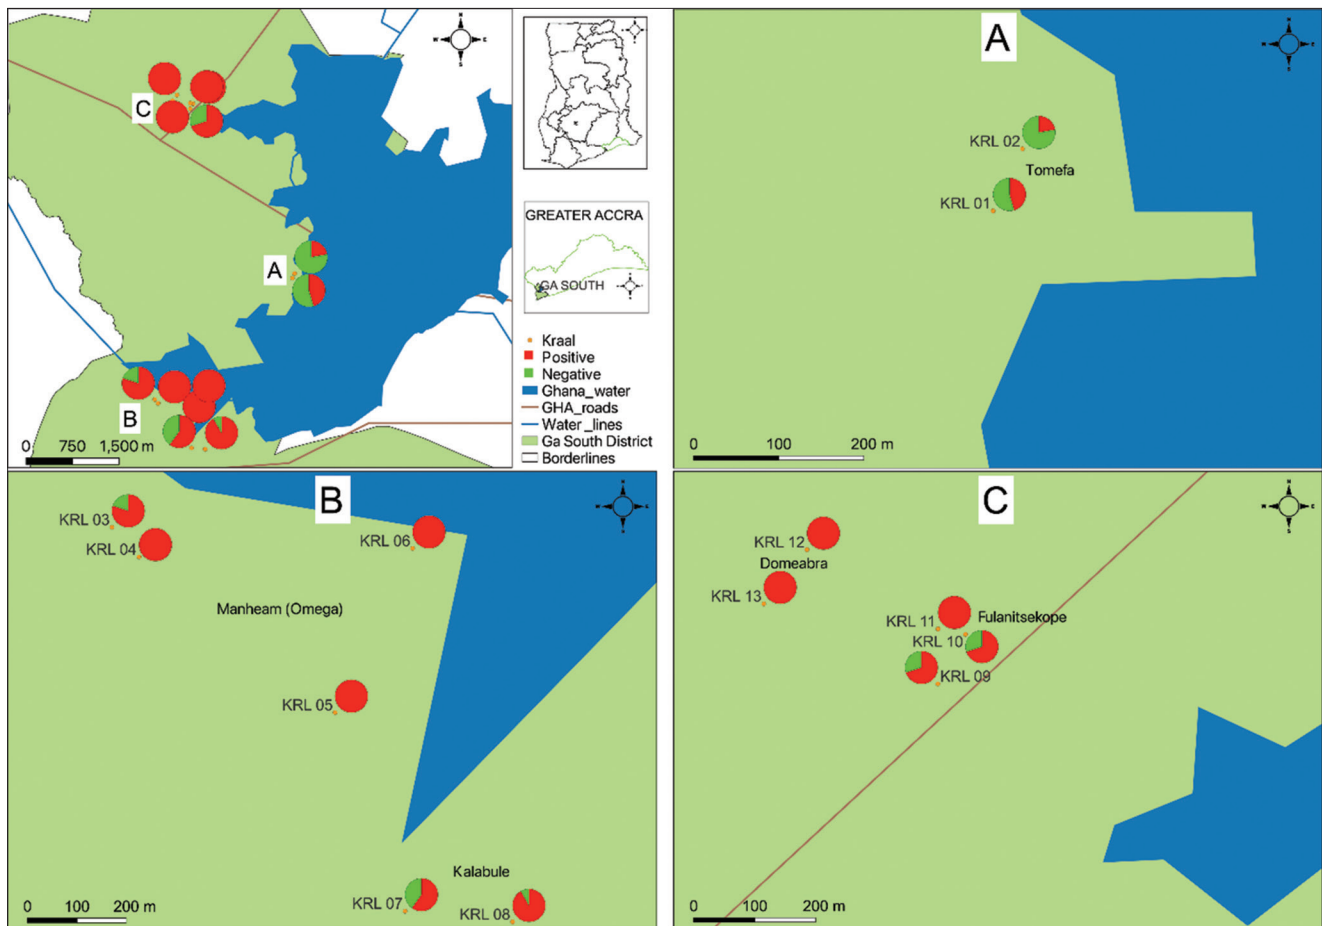 C
A
B
0 750 1,500 m
N
W E
S
GREATER ACCRA
GA SOUTH
Kraal
Positive
Negative
Ghana_water
GHA_roads
Water_lines
Ga South District
Borderlines
A
N
W E
S
KRL 02
Tomefa
KRL 01
0 100 200 m
B
N
W E
S
KRL 03
KRL 04
KRL 06
Manheam (Omega)
KRL 05
Kalabule
KRL 07
KRL 08
0 100 200 m
C
N
W E
S
KRL 12
Domeabra
KRL 13
KRL 11
Fulanitsekope
KRL 10
KRL 09
0 100 200 m